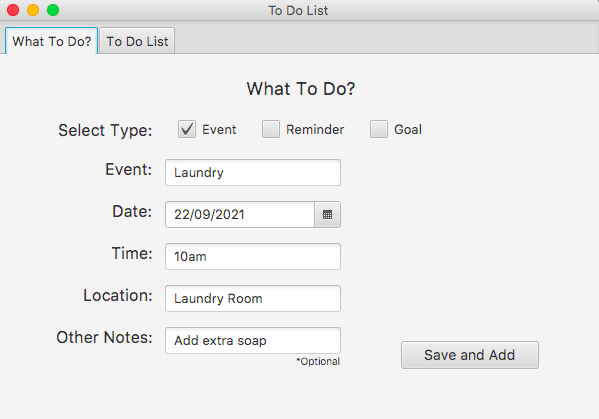 To Do List
What To Do? To Do List
What To Do?
Select Type: Event Reminder Goal
Event: Laundry
Date: 22/09/2021
Time: 10am
Location: Laundry Room
Other Notes: Add extra soap
*Optional
Save and Add